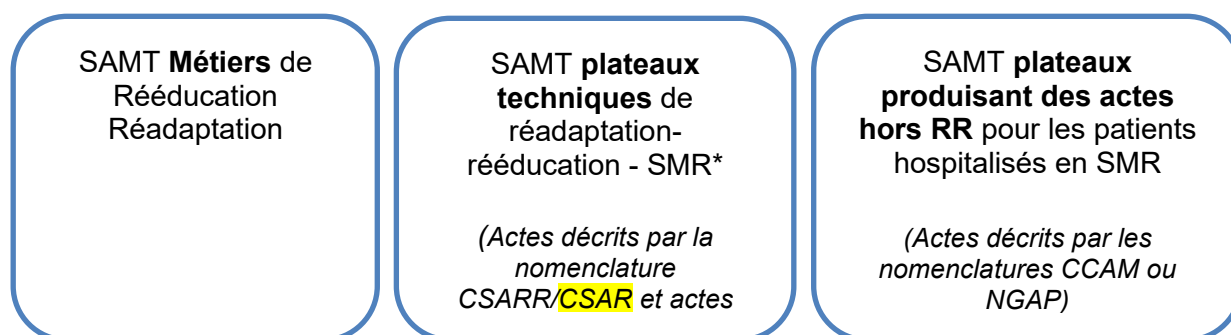 SAMT Métiers de
Rééducation
Réadaptation
SAMT plateaux
techniques de
réadaptation-
rééducation - SMR*
(Actes décrits par la
nomenclature
CSARR/CSAR et actes
SAMT plateaux
produisant des actes
hors RR pour les patients
hospitalisés en SMR
(Actes décrits par les
nomenclatures CCAM ou
NGAP)